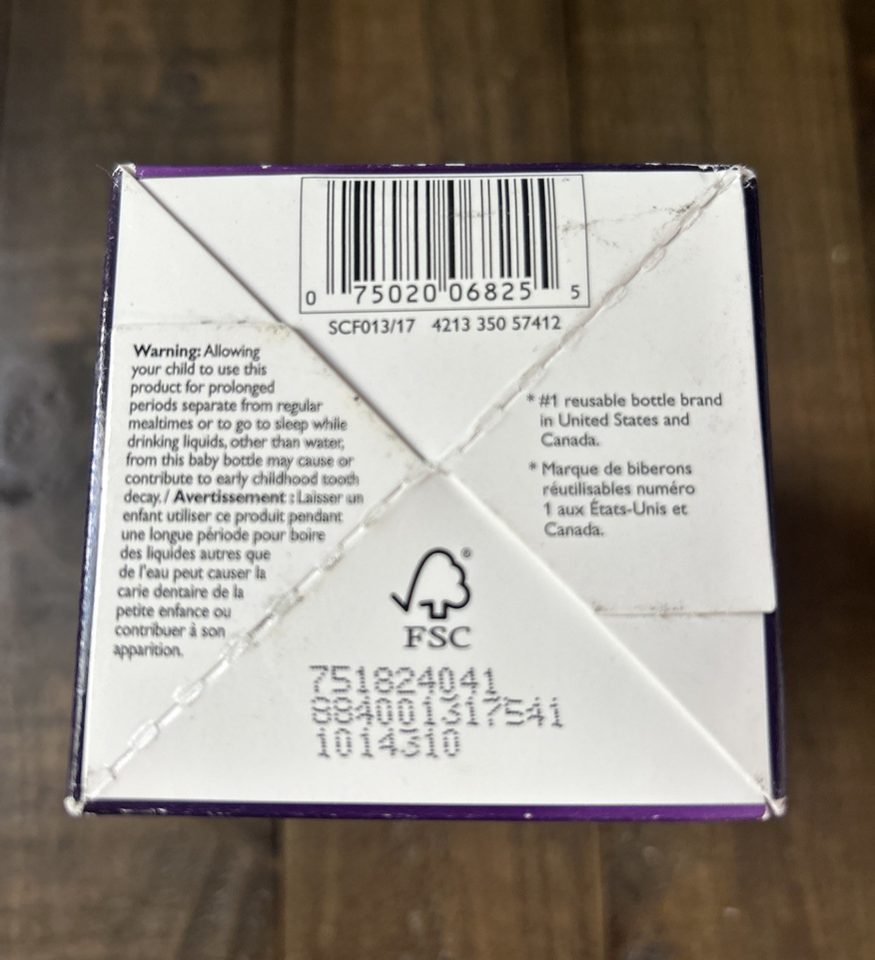 0 75020 06825 5
SCF013/17 4213 350 57412
Warning: Allowing
your child to use this
product for prolonged
periods separate from regular
mealtimes or to go to sleep while
drinking liquids, other than water,
from this baby bottle may cause or
contribute to early childhood tooth
decay. / Avertissement : Laisser un
enfant utiliser ce produit pendant
une longue période pour boire
des liquides autres que
de l'eau peut causer la
carie dentaire de la
petite enfance ou
contribuer à son
apparition.
* #1 reusable bottle brand
in United States and
Canada.
* Marque de biberons
réutilisables numéro
1 aux États-Unis et
Canada.
®
FSC
751824041
884001317541
1014310